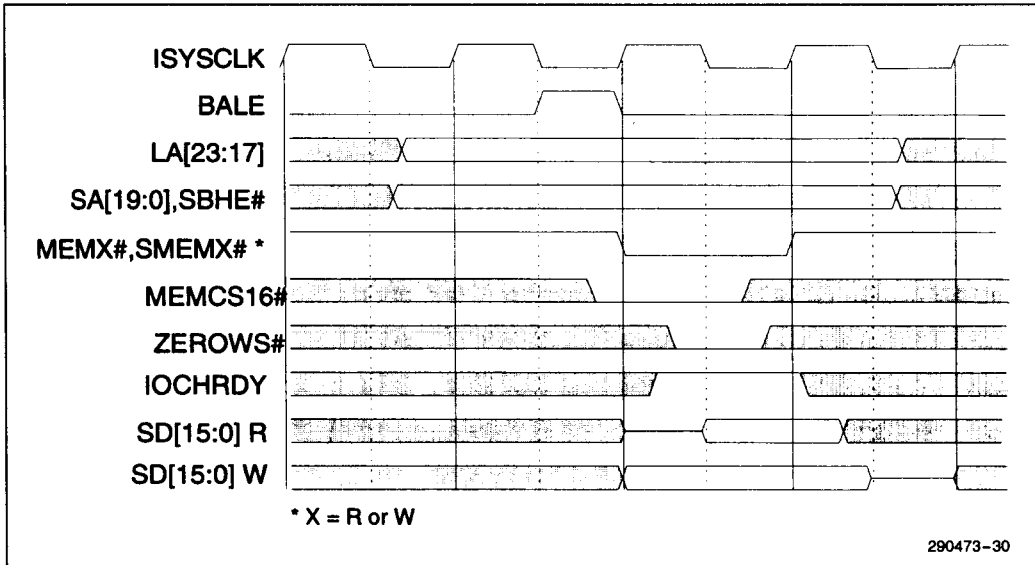 ISYSCLK
BALE
LA[23:17]
SA[19:0],SBHE#
MEMX#,SMEMX# *
MEMCS16#
ZEROWS#
IOCHRDY
SD[15:0] R
SD[15:0] W
* X = R or W
290473-30